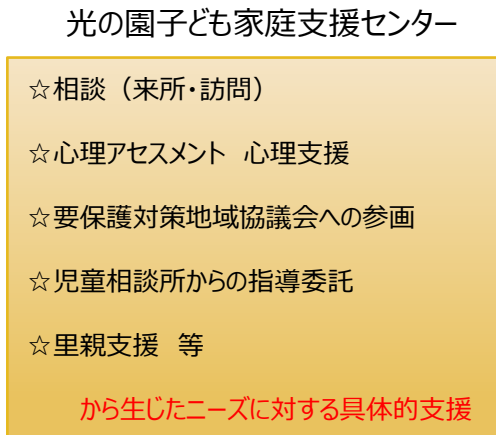 光の園子ども家庭支援センター
☆相談（来所・訪問）
☆心理アセスメント　心理支援
☆要保護対策地域協議会への参画
☆児童相談所からの指導委託
☆里親支援　等
から生じたニーズに対する具体的支援